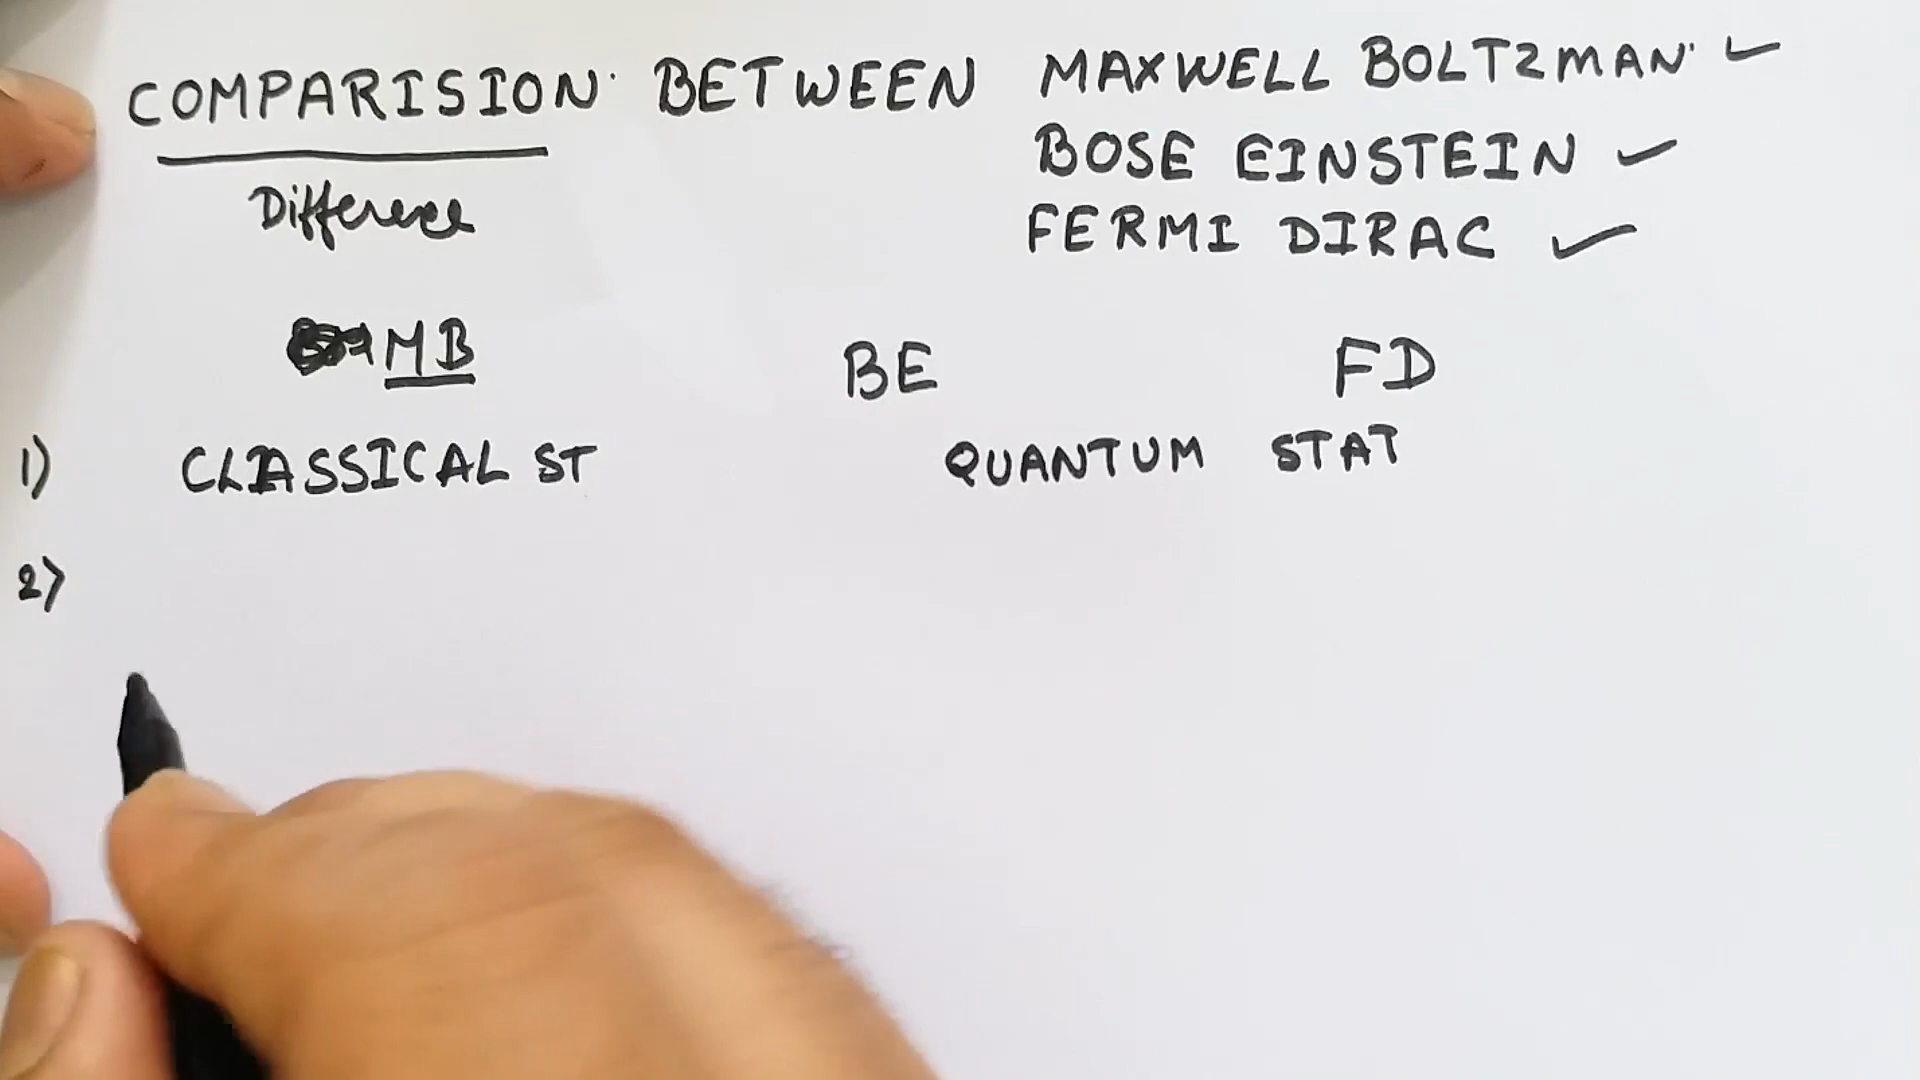 COMPARISION BETWEEN MAXWELL BOLTZMAN
BOSE EINSTEIN
FERMI DIRAC
Difference
MB BE FD
1) CLASSICAL ST QUANTUM STAT
2)